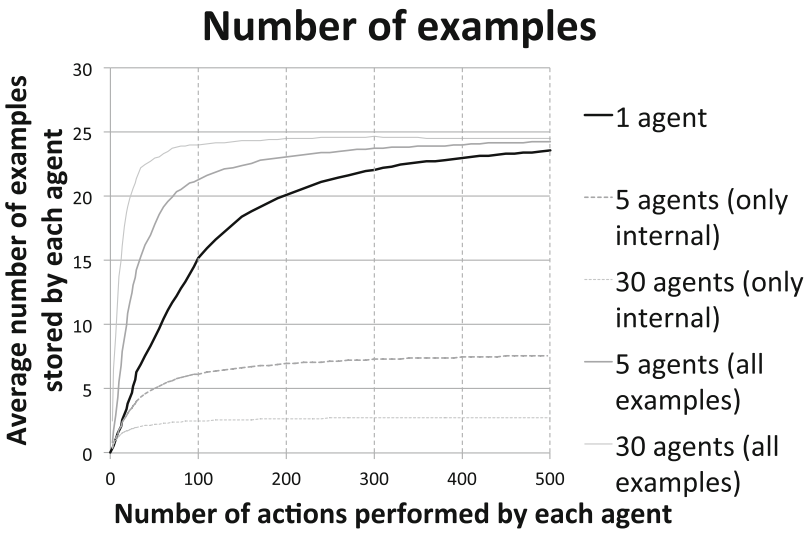 Number of examples
Average number of examples
stored by each agent
30
25
20
15
10
5
0
0 100 200 300 400 500
Number of actions performed by each agent
1 agent
5 agents (only
internal)
30 agents (only
internal)
5 agents (all
examples)
30 agents (all
examples)